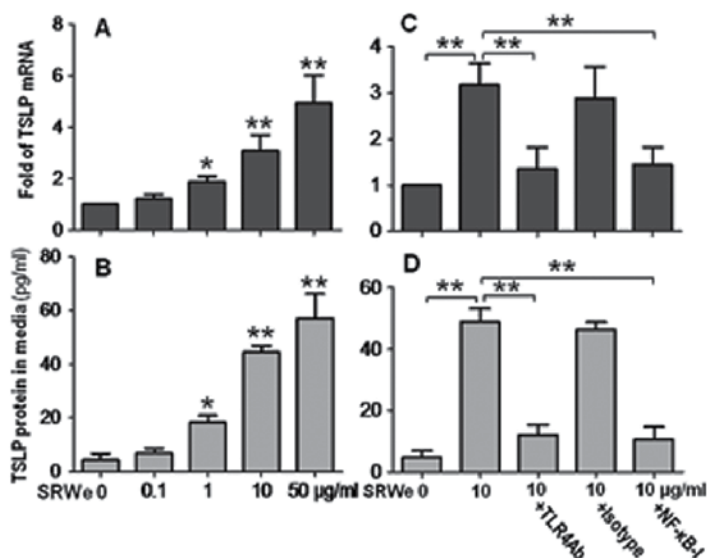 A
Fold of TSLP mRNA
8
6
4
2
0
*
**
**
C
4
3
2
1
0
**
**
**
B
TSLP protein in media (pg/ml)
80
60
40
20
0
*
**
**
SRWe 0 0.1 1 10 50 µg/ml
D
60
40
20
0
**
**
**
SRWe 0 10 10 10 10 µg/ml
+TLR4Ab
+Isotype
+NF-κB-I